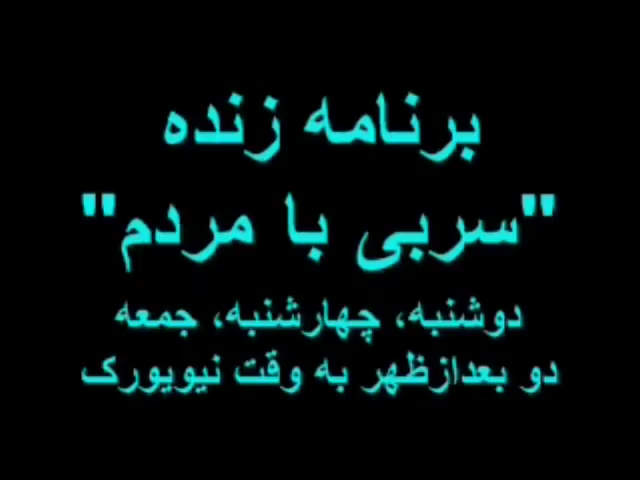 برنامه زنده
"سربی با مردم"
دوشنبه، چهارشنبه، جمعه
دو بعدازظهر به وقت نیویورک